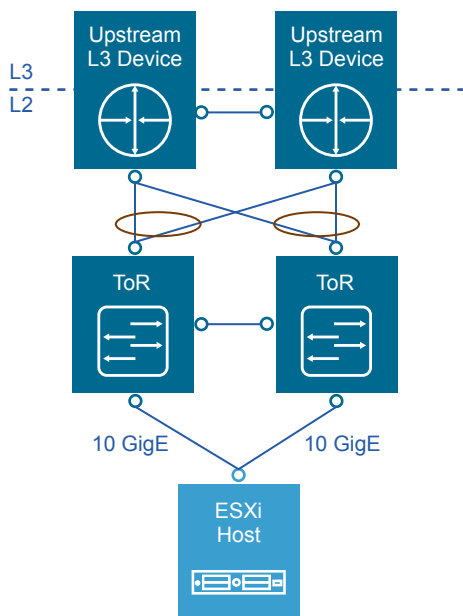 Upstream
L3 Device
Upstream
L3 Device
L3
L2
ToR
ToR
10 GigE
10 GigE
ESXi
Host